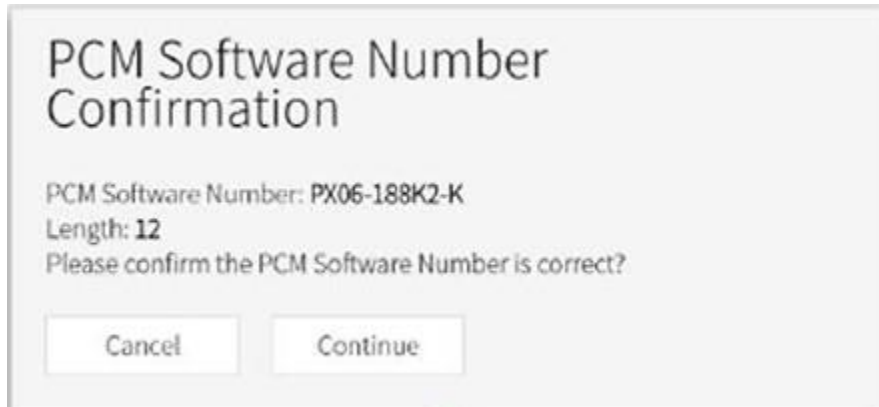 PCM Software Number
Confirmation
PCM Software Number: PX06-188K2-K
Length: 12
Please confirm the PCM Software Number is correct?
Cancel
Continue